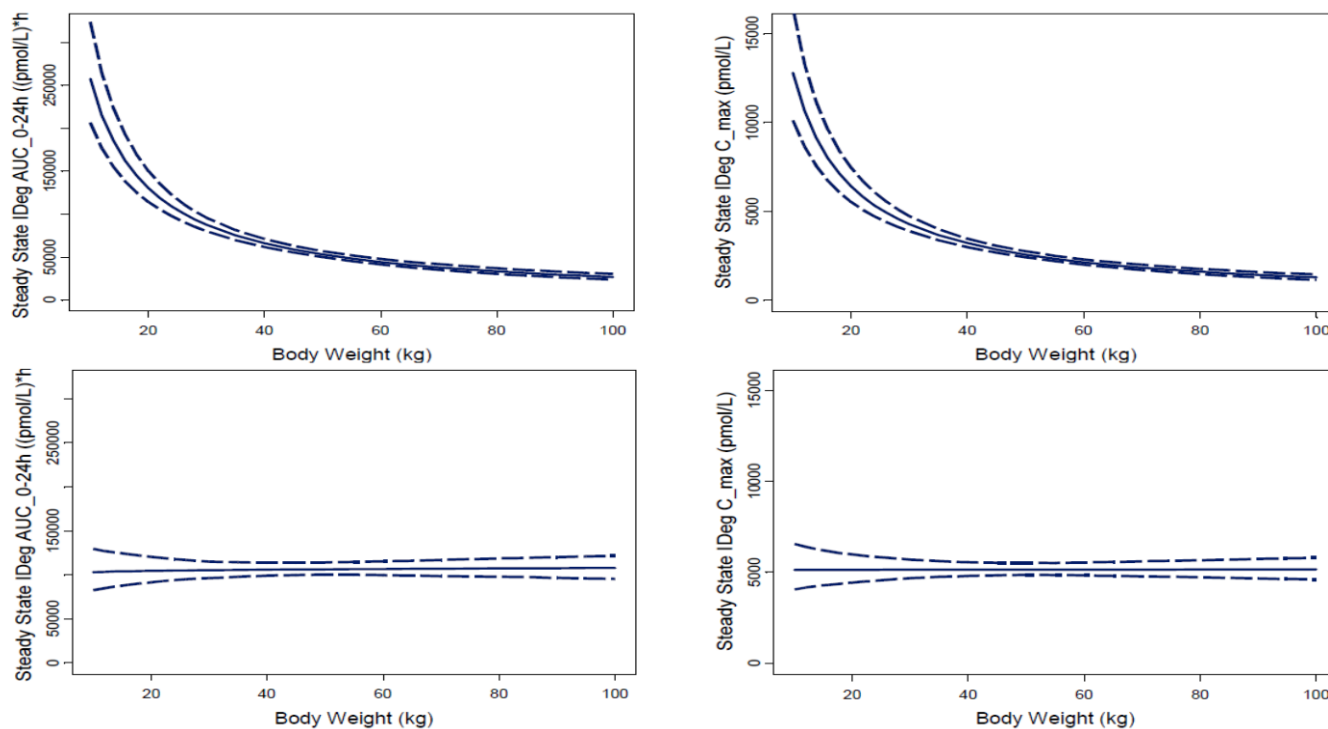 Steady State IDeg AUC_0-24h ((pmol/L)*h
0 50000 150000 250000
20 40 60 80 100
Body Weight (kg)
Steady State IDeg C_max (pmol/L)
0 5000 10000 15000
20 40 60 80 100
Body Weight (kg)
Steady State IDeg AUC_0-24h ((pmol/L)*h
0 50000 150000 250000
20 40 60 80 100
Body Weight (kg)
Steady State IDeg C_max (pmol/L)
0 5000 10000 15000
20 40 60 80 100
Body Weight (kg)